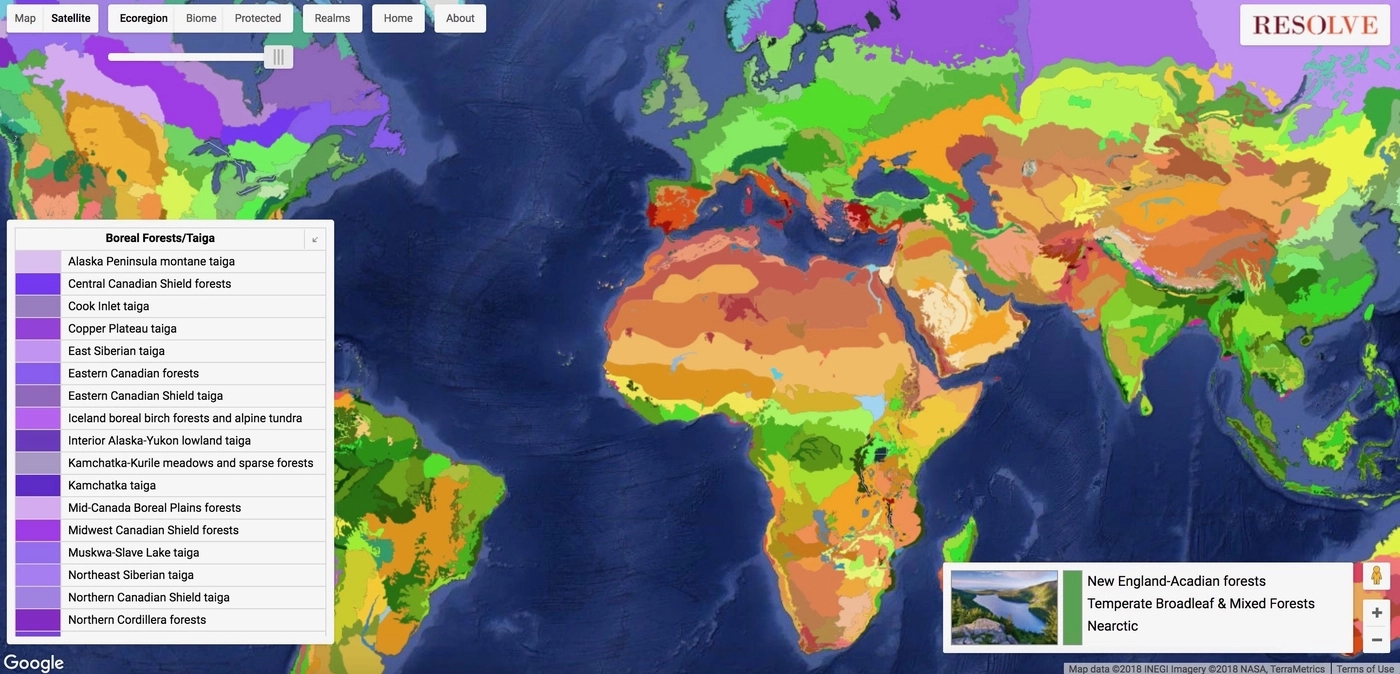 Map Satellite Ecoregion Biome Protected Realms Home About
RESOLVE
Boreal Forests/Taiga
Alaska Peninsula montane taiga
Central Canadian Shield forests
Cook Inlet taiga
Copper Plateau taiga
East Siberian taiga
Eastern Canadian forests
Eastern Canadian Shield taiga
Iceland boreal birch forests and alpine tundra
Interior Alaska-Yukon lowland taiga
Kamchatka-Kurile meadows and sparse forests
Kamchatka taiga
Mid-Canada Boreal Plains forests
Midwest Canadian Shield forests
Muskwa-Slave Lake taiga
Northeast Siberian taiga
Northern Canadian Shield taiga
Northern Cordillera forests
New England-Acadian forests
Temperate Broadleaf & Mixed Forests
Nearctic
Google
Map data ©2018 INEGI Imagery ©2018 NASA, TerraMetrics Terms of Use